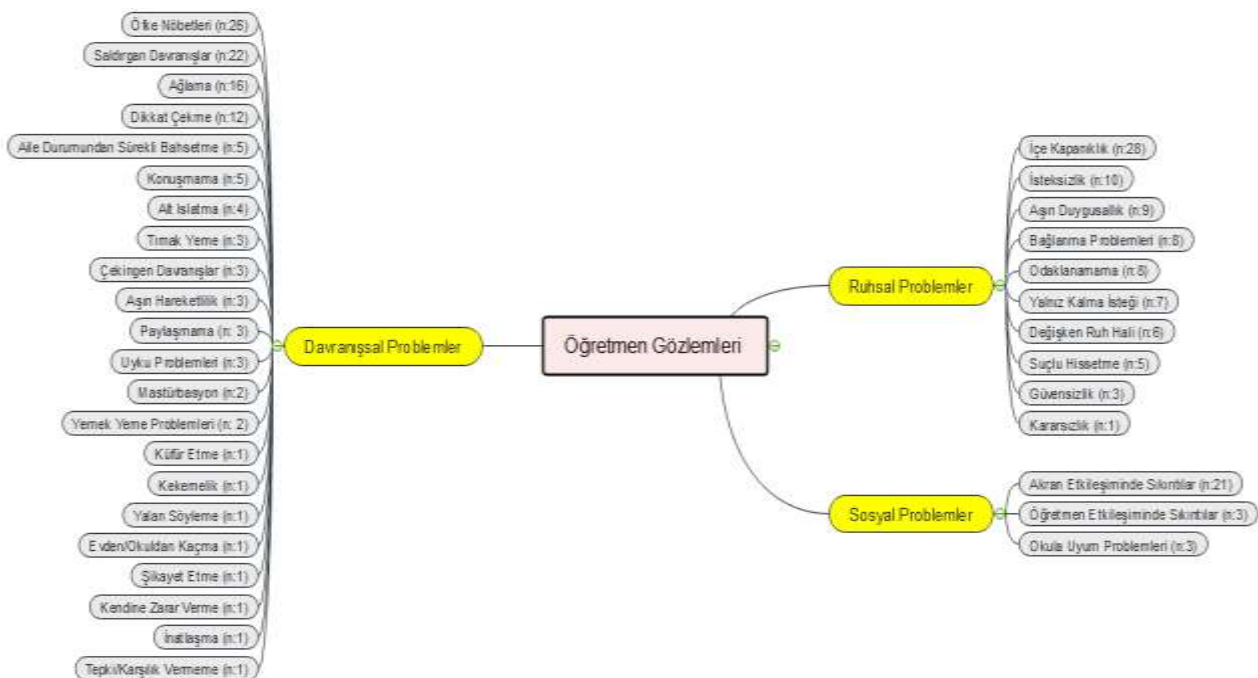 Öfke Nöbetleri (n:26)
Saldırgan Davranışlar (n:22)
Ağlama (n:16)
Dikkat Çekme (n:12)
Aile Durumundan Sürekli Bahsetme (n:5)
Konuşmama (n:5)
Alt Islatma (n:4)
Tırnak Yeme (n:3)
Çekingen Davranışlar (n:3)
Aşırı Hareketlilik (n:3)
Paylaşmama (n: 3)
Uyku Problemleri (n:3)
Mastürbasyon (n:2)
Yemek Yeme Problemleri (n: 2)
Küfür Etme (n:1)
Kekemelik (n:1)
Yalan Söyleme (n:1)
Evden/Okuldan Kaçma (n:1)
Şikayet Etme (n:1)
Kendine Zarar Verme (n:1)
İnatlaşma (n:1)
Tepki/Karşılık Vermeme (n:1)
Davranışsal Problemler
Öğretmen Gözlemleri
Ruhsal Problemler
İçe Kapanıklık (n:28)
İsteksizlik (n:10)
Aşırı Duygusallık (n:9)
Bağlanma Problemleri (n:8)
Odaklanamama (n:8)
Yalnız Kalma İsteği (n:7)
Değişken Ruh Hali (n:6)
Suçlu Hissetme (n:5)
Güvensizlik (n:3)
Kararsızlık (n:1)
Sosyal Problemler
Akran Etkileşiminde Sıkıntılar (n:21)
Öğretmen Etkileşiminde Sıkıntılar (n:3)
Okula Uyum Problemleri (n:3)